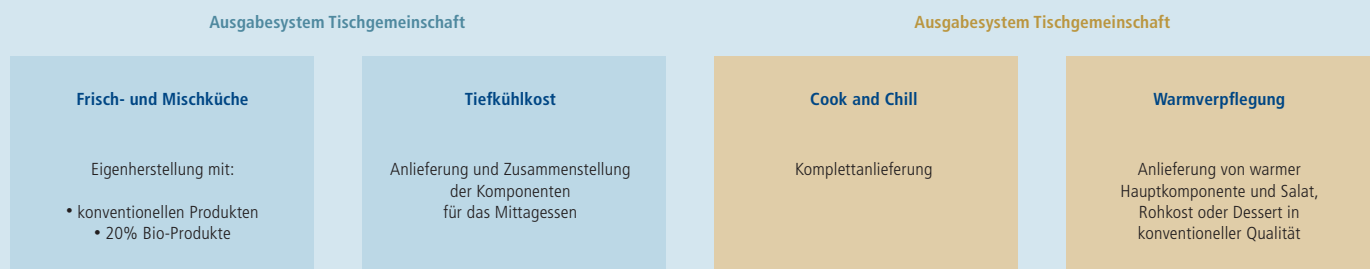 Ausgabesystem Tischgemeinschaft
Ausgabesystem Tischgemeinschaft
Frisch- und Mischküche
Eigenherstellung mit:
• konventionellen Produkten
• 20% Bio-Produkte
Tiefkühlkost
Anlieferung und Zusammenstellung
der Komponenten
für das Mittagessen
Cook and Chill
Komplettanlieferung
Warmverpflegung
Anlieferung von warmer
Hauptkomponente und Salat,
Rohkost oder Dessert in
konventioneller Qualität